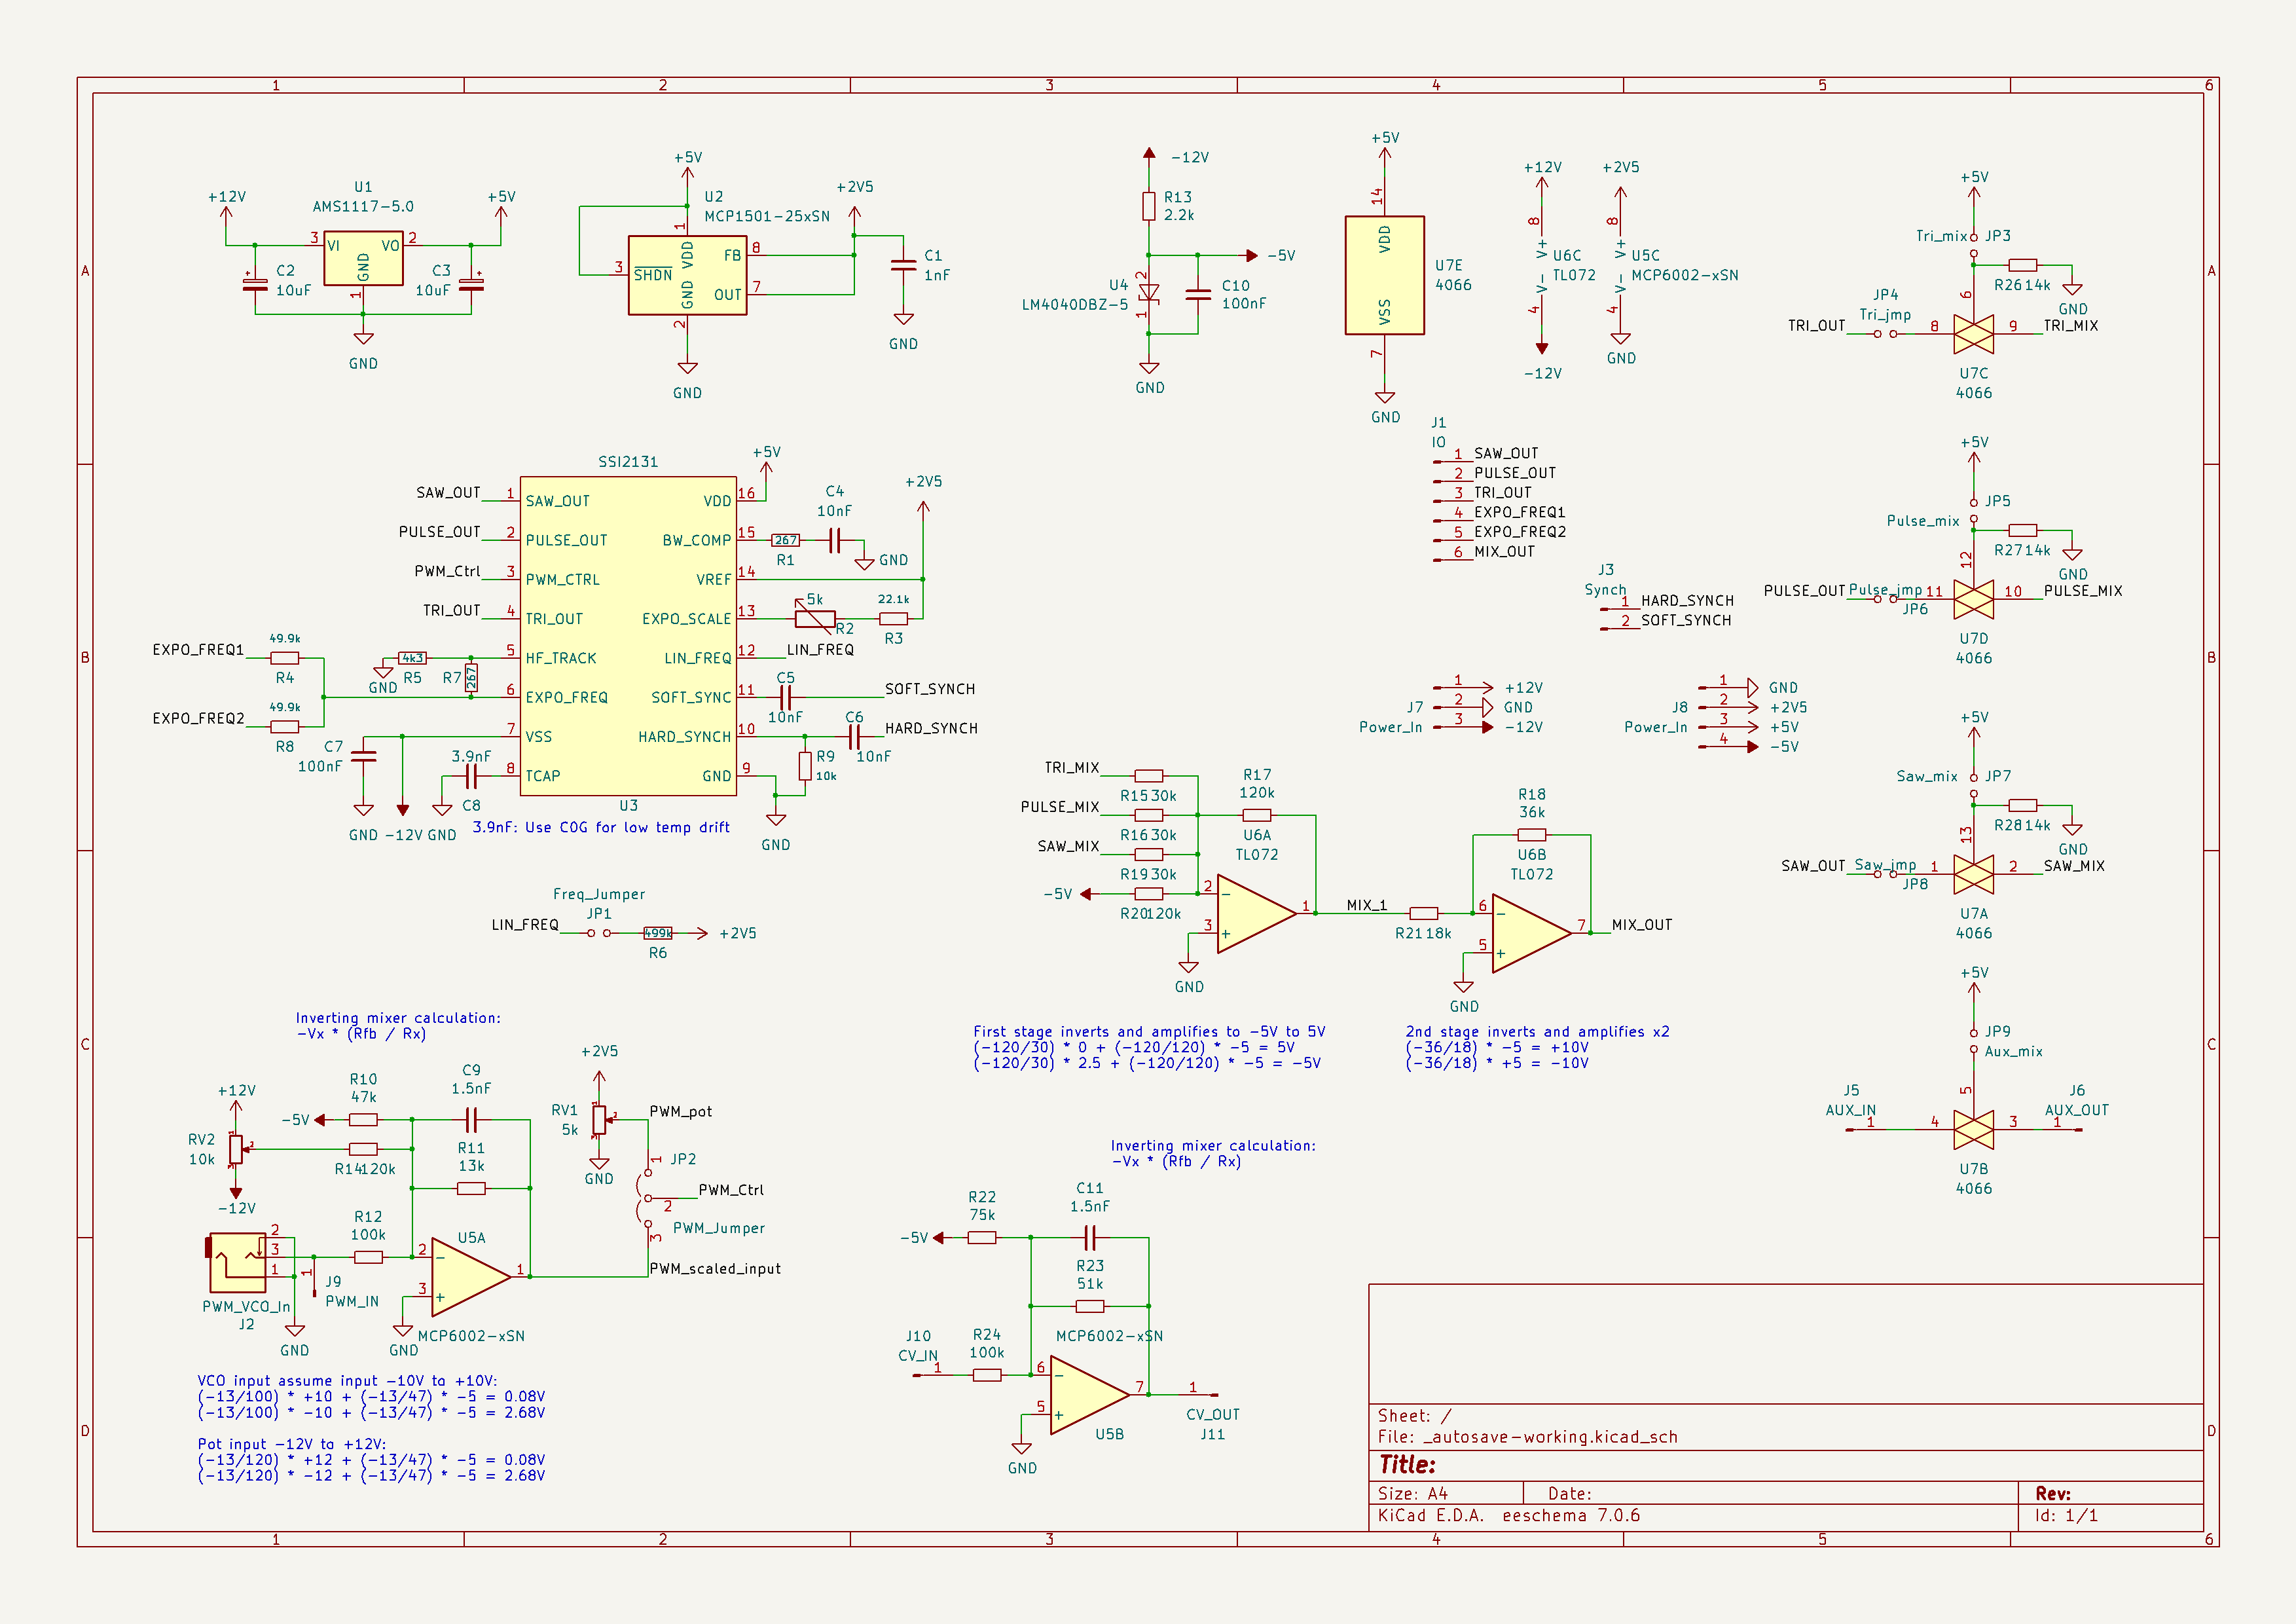 1 2 3 4 5 6
A
B
C
D
+12V
U1
AMS1117-5.0
+5V
3 VI
VO 2
GND
1
C2
10uF
C3
10uF
GND
+5V
U2
MCP1501-25xSN
+2V5
1
VDD
3 SHDN
FB 8
OUT 7
GND
2
GND
C1
1nF
GND
-12V
R13
2.2k
-5V
U4
LM4040DBZ-5
2
1
C10
100nF
GND
+5V
14
VDD
U7E
4066
VSS
7
GND
+12V
8
V+
U6C
TL072
V-
4
-12V
+2V5
8
V+
U5C
MCP6002-xSN
V-
4
GND
+5V
Tri_mix
JP3
R26 14k
GND
6
JP4
Tri_jmp
TRI_OUT
8
9
TRI_MIX
U7C
4066
SSI2131
SAW_OUT 1 SAW_OUT
PULSE_OUT 2 PULSE_OUT
PWM_Ctrl 3 PWM_CTRL
TRI_OUT 4 TRI_OUT
5 HF_TRACK
6 EXPO_FREQ
7 VSS
8 TCAP
VDD 16
BW_COMP 15
VREF 14
EXPO_SCALE 13
LIN_FREQ 12 LIN_FREQ
SOFT_SYNC 11
HARD_SYNCH 10
GND 9
U3
3.9nF: Use C0G for low temp drift
+5V
C4
10nF
267
R1
GND
+2V5
5k
R2
22.1k
R3
C5
10nF
SOFT_SYNCH
C6
10nF
HARD_SYNCH
R9
10k
GND
EXPO_FREQ1
49.9k
R4
EXPO_FREQ2
49.9k
R8
GND
4k3
R5
R7
267
C7
100nF
3.9nF
C8
GND -12V GND
J1
IO
1 SAW_OUT
2 PULSE_OUT
3 TRI_OUT
4 EXPO_FREQ1
5 EXPO_FREQ2
6 MIX_OUT
J3
Synch
1 HARD_SYNCH
2 SOFT_SYNCH
J7
Power_In
1 +12V
2 GND
3 -12V
J8
Power_In
1 GND
2 +2V5
3 +5V
4 -5V
+5V
JP5
Pulse_mix
R27 14k
GND
12
PULSE_OUT
Pulse_jmp
JP6
11
10
PULSE_MIX
U7D
4066
+5V
Saw_mix
JP7
R28 14k
GND
13
SAW_OUT
Saw_jmp
JP8
1
2
SAW_MIX
U7A
4066
TRI_MIX
R15 30k
PULSE_MIX
R16 30k
SAW_MIX
R19 30k
-5V
R20 120k
R17
120k
U6A
TL072
2 -
3 +
1
GND
MIX_1
R21 18k
R18
36k
U6B
TL072
6 -
5 +
7
MIX_OUT
GND
First stage inverts and amplifies to -5V to 5V
(-120/30) * 0 + (-120/120) * -5 = 5V
(-120/30) * 2.5 + (-120/120) * -5 = -5V
2nd stage inverts and amplifies x2
(-36/18) * -5 = +10V
(-36/18) * +5 = -10V
Freq_Jumper
JP1
LIN_FREQ
499k
R6
+2V5
Inverting mixer calculation:
-Vx * (Rfb / Rx)
+12V
RV2
10k
1
2
3
-12V
-5V
R10
47k
C9
1.5nF
R14 120k
R11
13k
R12
100k
U5A
2 -
3 +
1
MCP6002-xSN
GND
2
3
1
PWM_VCO_In
J2
1
J9
PWM_IN
GND
+2V5
RV1
5k
1
2
3
GND
PWM_pot
1
JP2
PWM_Ctrl
2
PWM_Jumper
3
PWM_scaled_input
VCO input assume input -10V to +10V:
(-13/100) * +10 + (-13/47) * -5 = 0.08V
(-13/100) * -10 + (-13/47) * -5 = 2.68V
Pot input -12V to +12V:
(-13/120) * +12 + (-13/47) * -5 = 0.08V
(-13/120) * -12 + (-13/47) * -5 = 2.68V
Inverting mixer calculation:
-Vx * (Rfb / Rx)
R22
75k
-5V
C11
1.5nF
R23
51k
MCP6002-xSN
J10
CV_IN
1
R24
100k
6 -
5 +
7
U5B
1
CV_OUT
J11
GND
+5V
JP9
Aux_mix
5
J5
AUX_IN
1
4
3
J6
AUX_OUT
1
U7B
4066
Sheet: /
File: _autosave-working.kicad_sch
Title:
Size: A4 Date: Rev:
KiCad E.D.A. eeschema 7.0.6 Id: 1/1
A
B
C
D
1 2 3 4 5 6